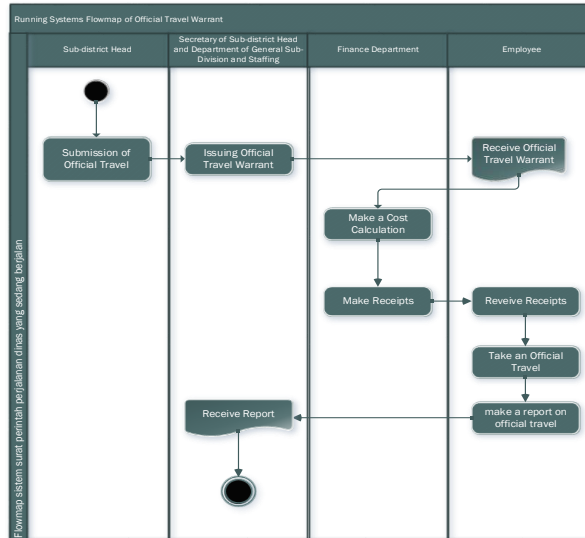 Running Systems Flowmap of Official Travel Warrant
Sub-district Head
Secretary of Sub-district Head
and Department of General Sub-
Division and Staffing
Finance Department
Employee
Flowmap sistem surat perintah perjalanan dinas yang sedang berjalan
Submission of
Official Travel
Issuing Official
Travel Warrant
Receive Official
Travel Warrant
Make a Cost
Calculation
Make Receipts
Reveive Receipts
Take an Official
Travel
make a report on
official travel
Receive Report